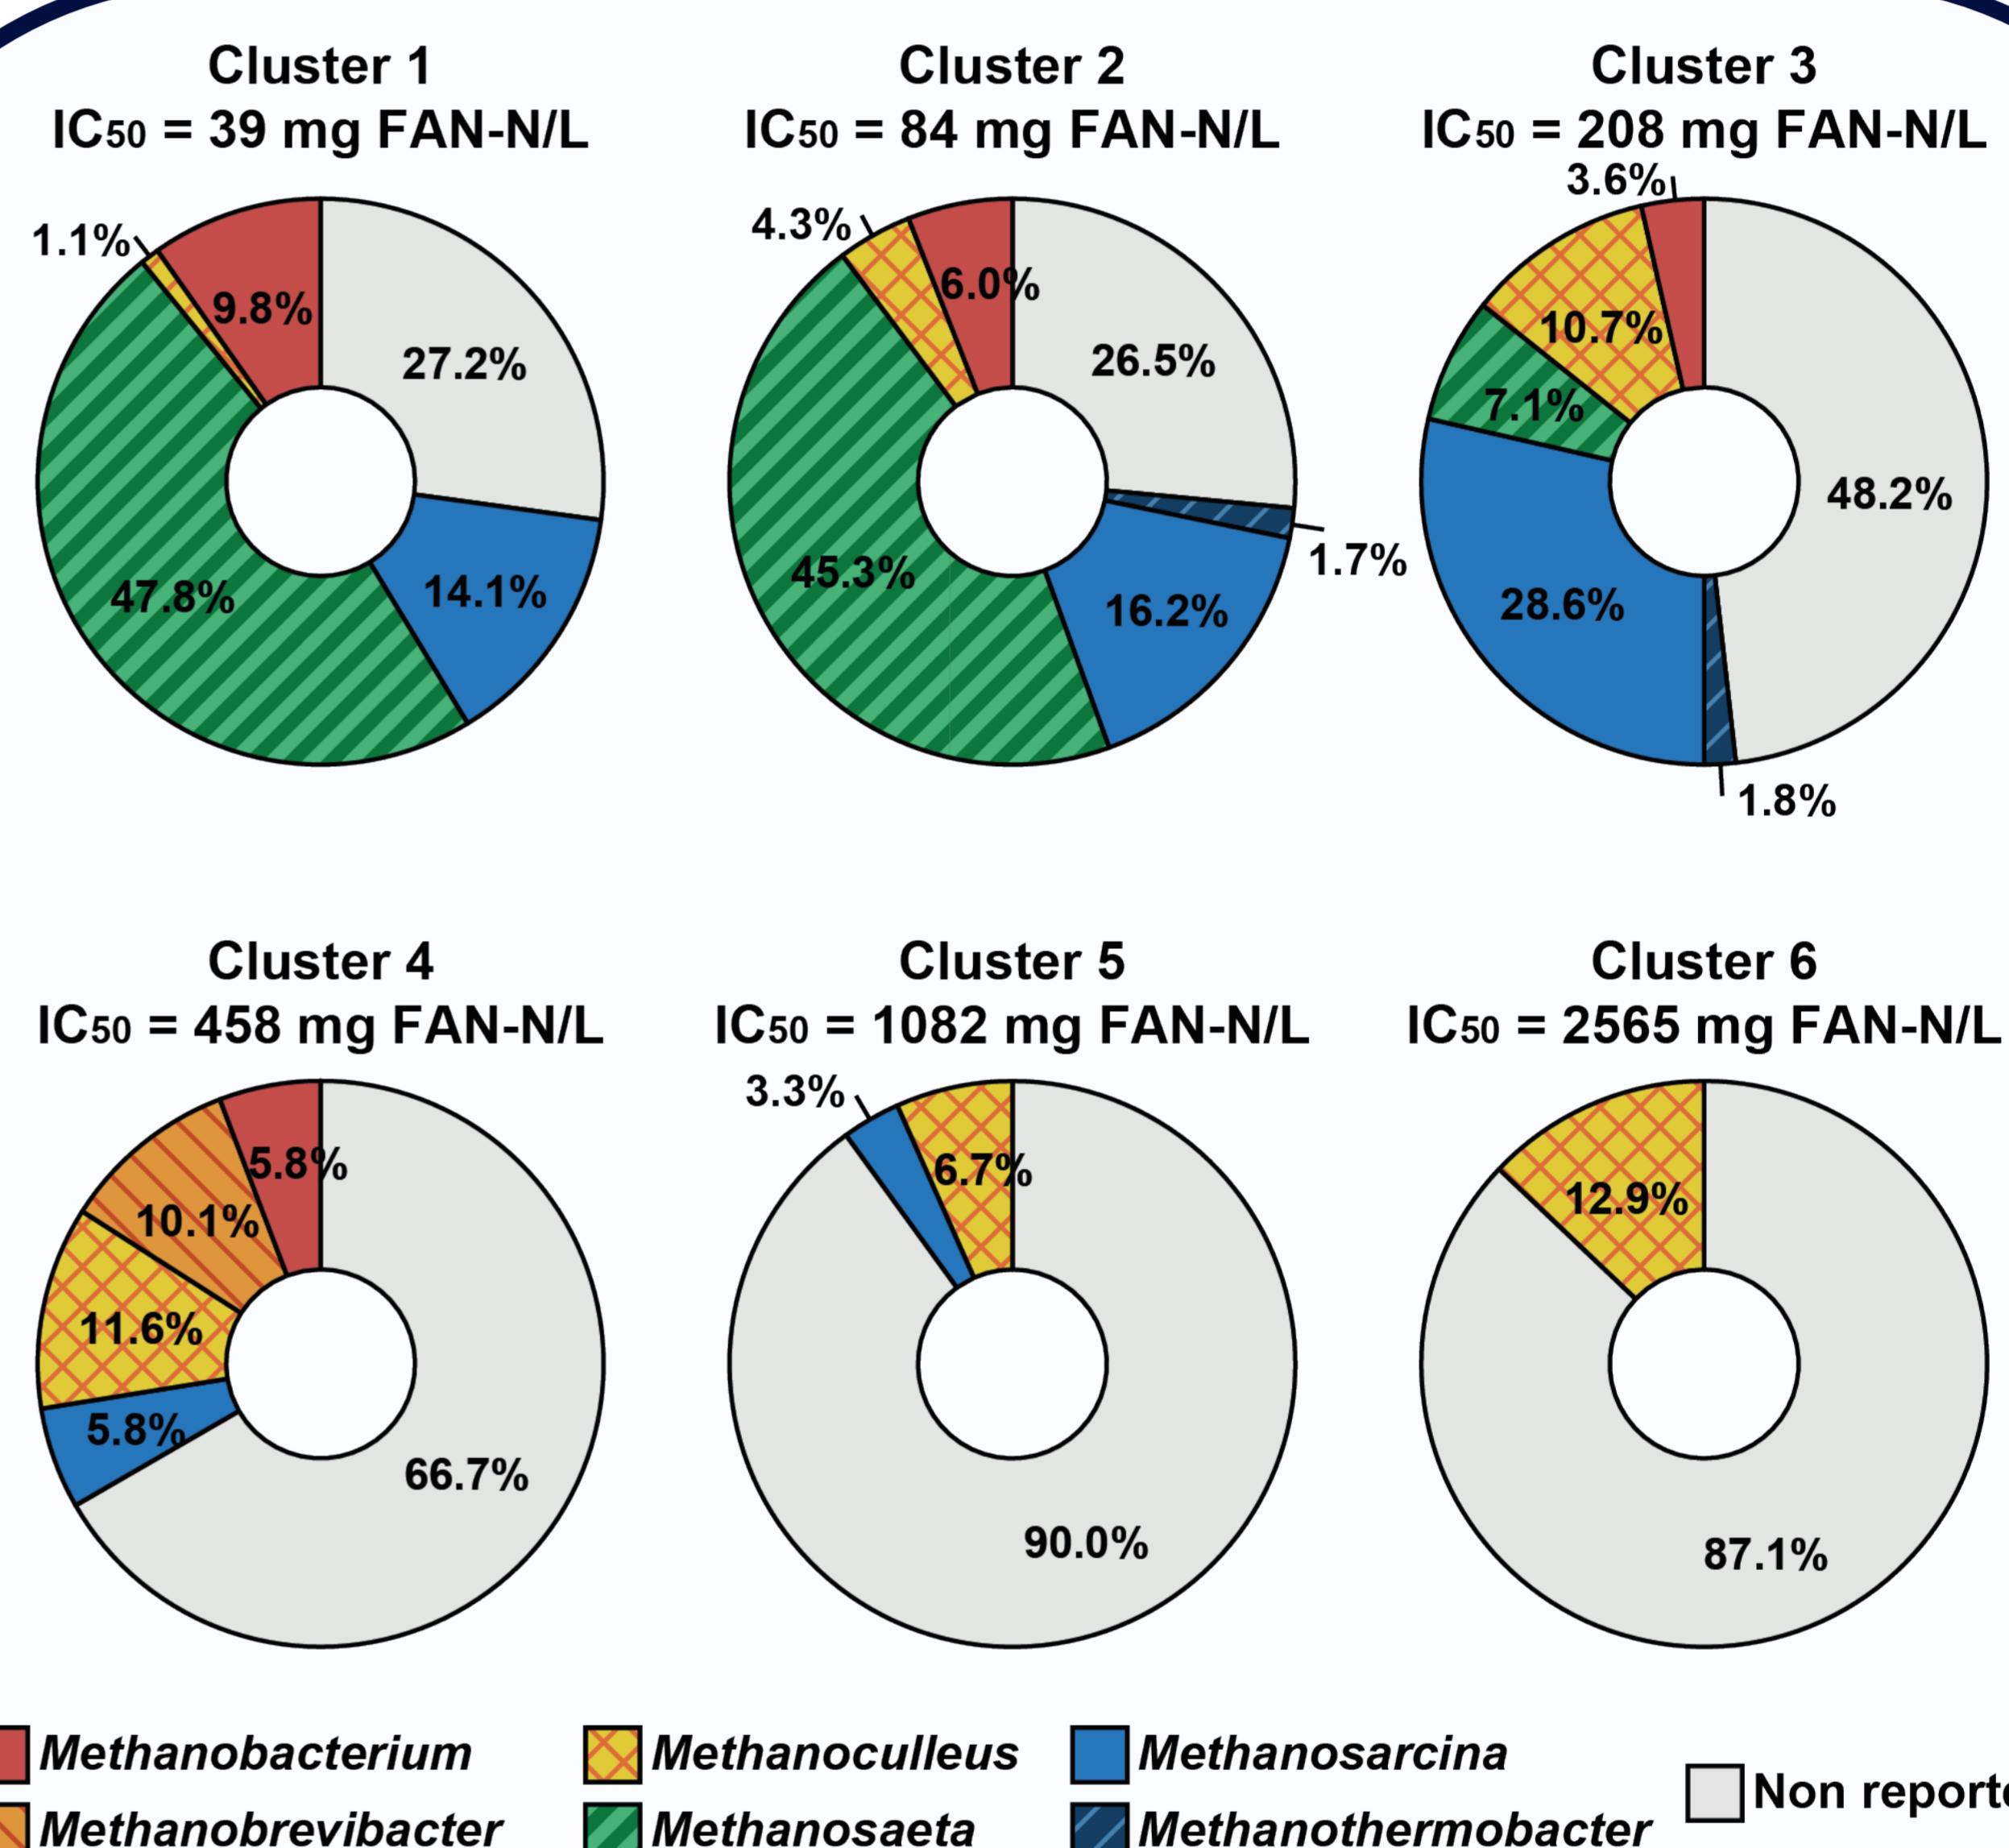 Cluster 1
IC50 = 39 mg FAN-N/L
1.1%
9.8%
27.2%
47.8%
14.1%
Cluster 2
IC50 = 84 mg FAN-N/L
4.3%
6.0%
26.5%
45.3%
1.7%
16.2%
Cluster 3
IC50 = 208 mg FAN-N/L
3.6%
10.7%
7.1%
48.2%
28.6%
1.8%
Cluster 4
IC50 = 458 mg FAN-N/L
5.8%
10.1%
11.6%
5.8%
66.7%
Cluster 5
IC50 = 1082 mg FAN-N/L
3.3%
6.7%
90.0%
Cluster 6
IC50 = 2565 mg FAN-N/L
12.9%
87.1%
Methanobacterium
Methanoculleus
Methanosarcina
Non
Methanobrevibacter
Methanosaeta
Methanothermobacter